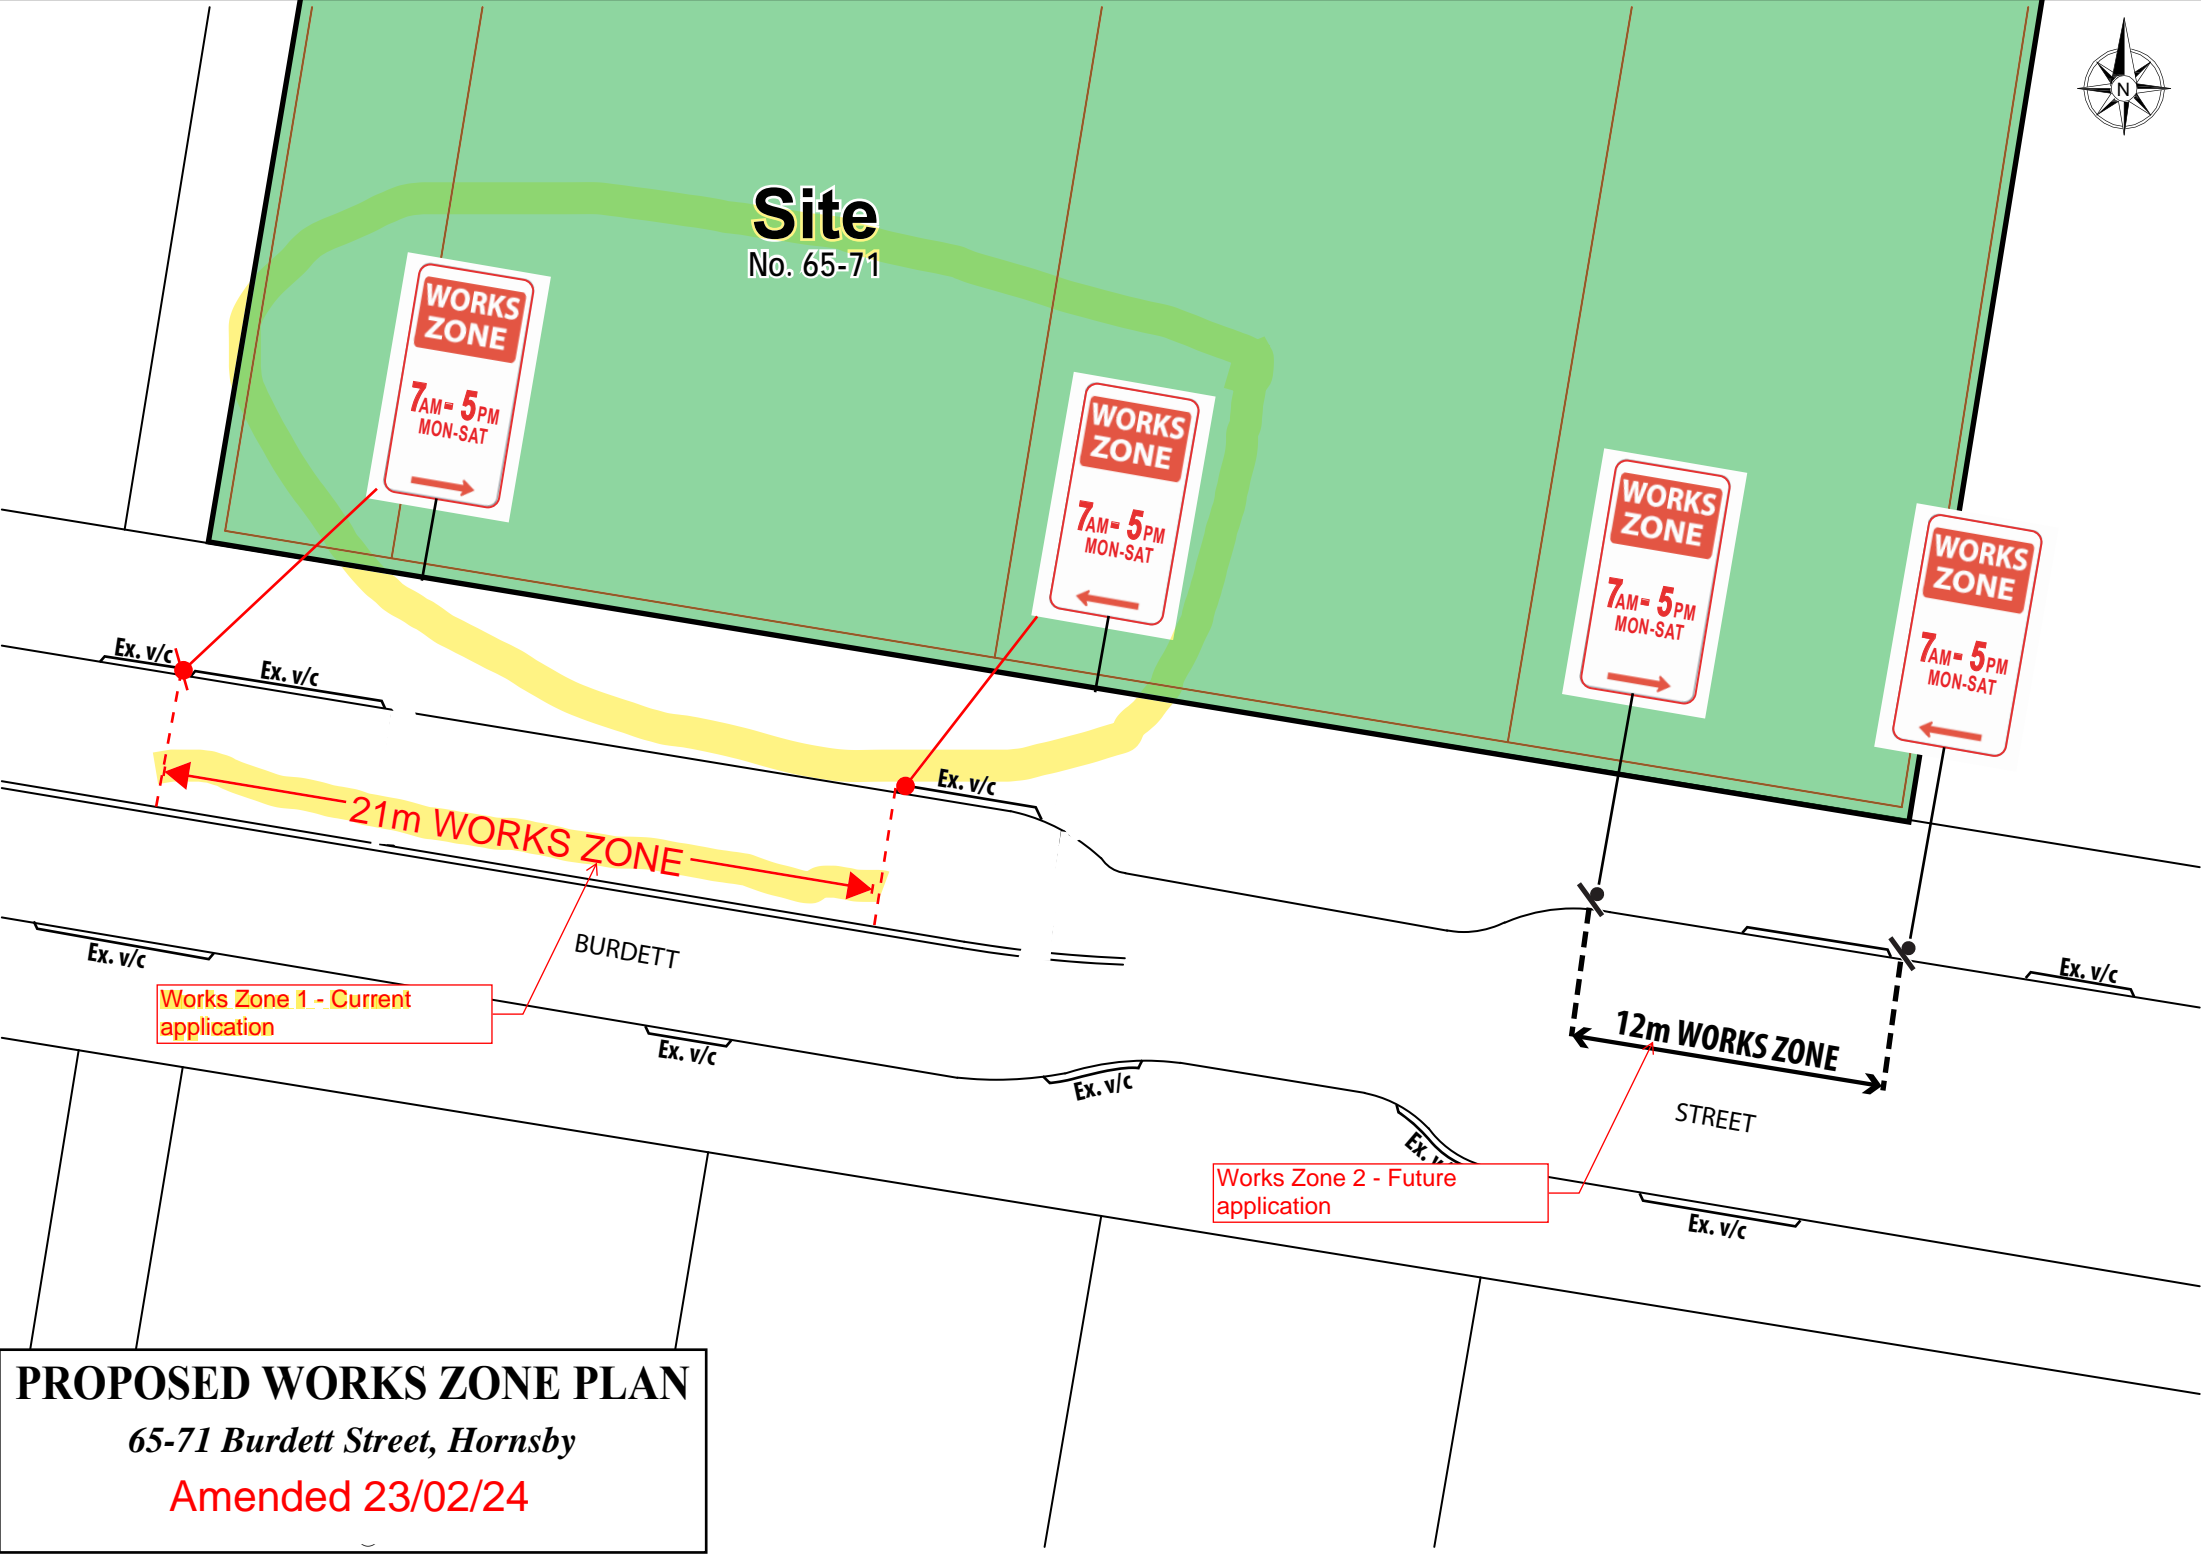 N
Site
No. 65-71
WORKS
ZONE
7AM- 5PM
MON-SAT
WORKS
ZONE
7AM- 5PM
MON-SAT
WORKS
ZONE
7AM- 5PM
MON-SAT
WORKS
ZONE
7AM- 5PM
MON-SAT
Ex. v/c
Ex. v/c
Ex. v/c
21m WORKS ZONE
BURDETT
Ex. v/c
Ex. v/c
Works Zone 1 - Current
application
Ex. v/c
Ex. v/c
12m WORKS ZONE
STREET
Ex.
Works Zone 2 - Future
application
Ex. v/c
PROPOSED WORKS ZONE PLAN
65-71 Burdett Street, Hornsby
Amended 23/02/24